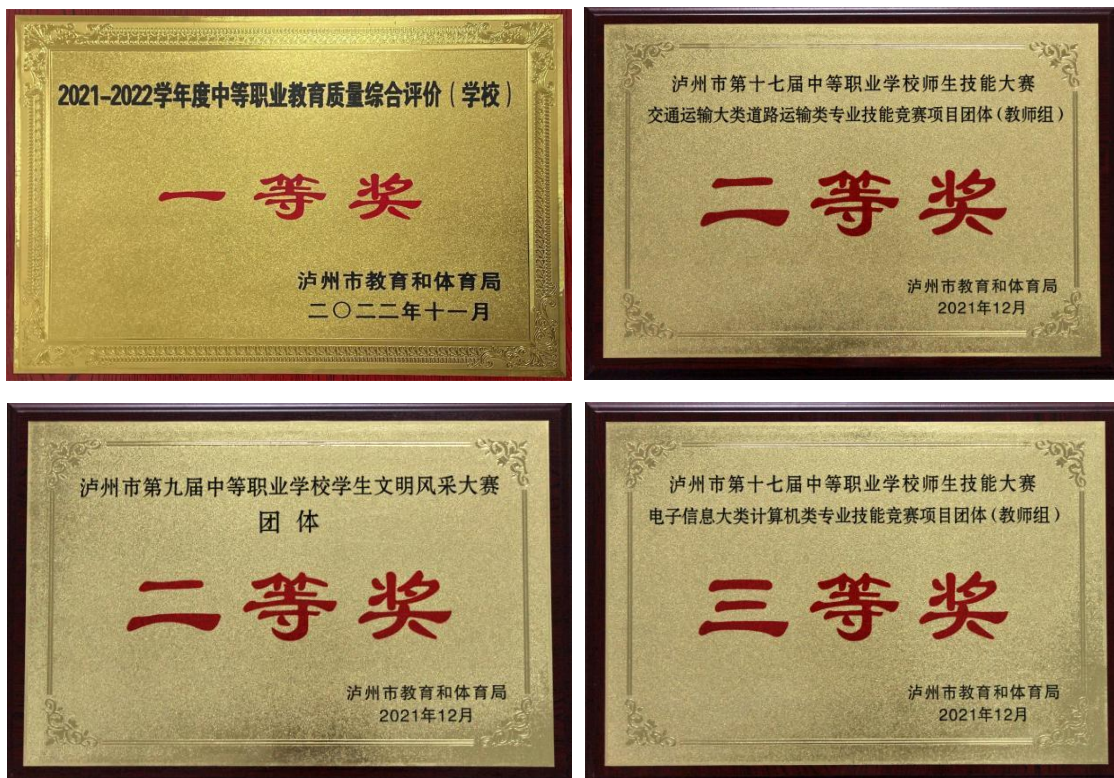 2021-2022学年度中等职业教育质量综合评价（学校）
一等奖
泸州市教育和体育局
二〇二二年十一月
泸州市第十七届中等职业学校师生技能大赛
交通运输大类道路运输类专业技能竞赛项目团体（教师组）
二等奖
泸州市教育和体育局
2021年12月
泸州市第九届中等职业学校学生文明风采大赛
团体
二等奖
泸州市教育和体育局
2021年12月
泸州市第十七届中等职业学校师生技能大赛
电子信息大类计算机类专业技能竞赛项目团体（教师组）
三等奖
泸州市教育和体育局
2021年12月